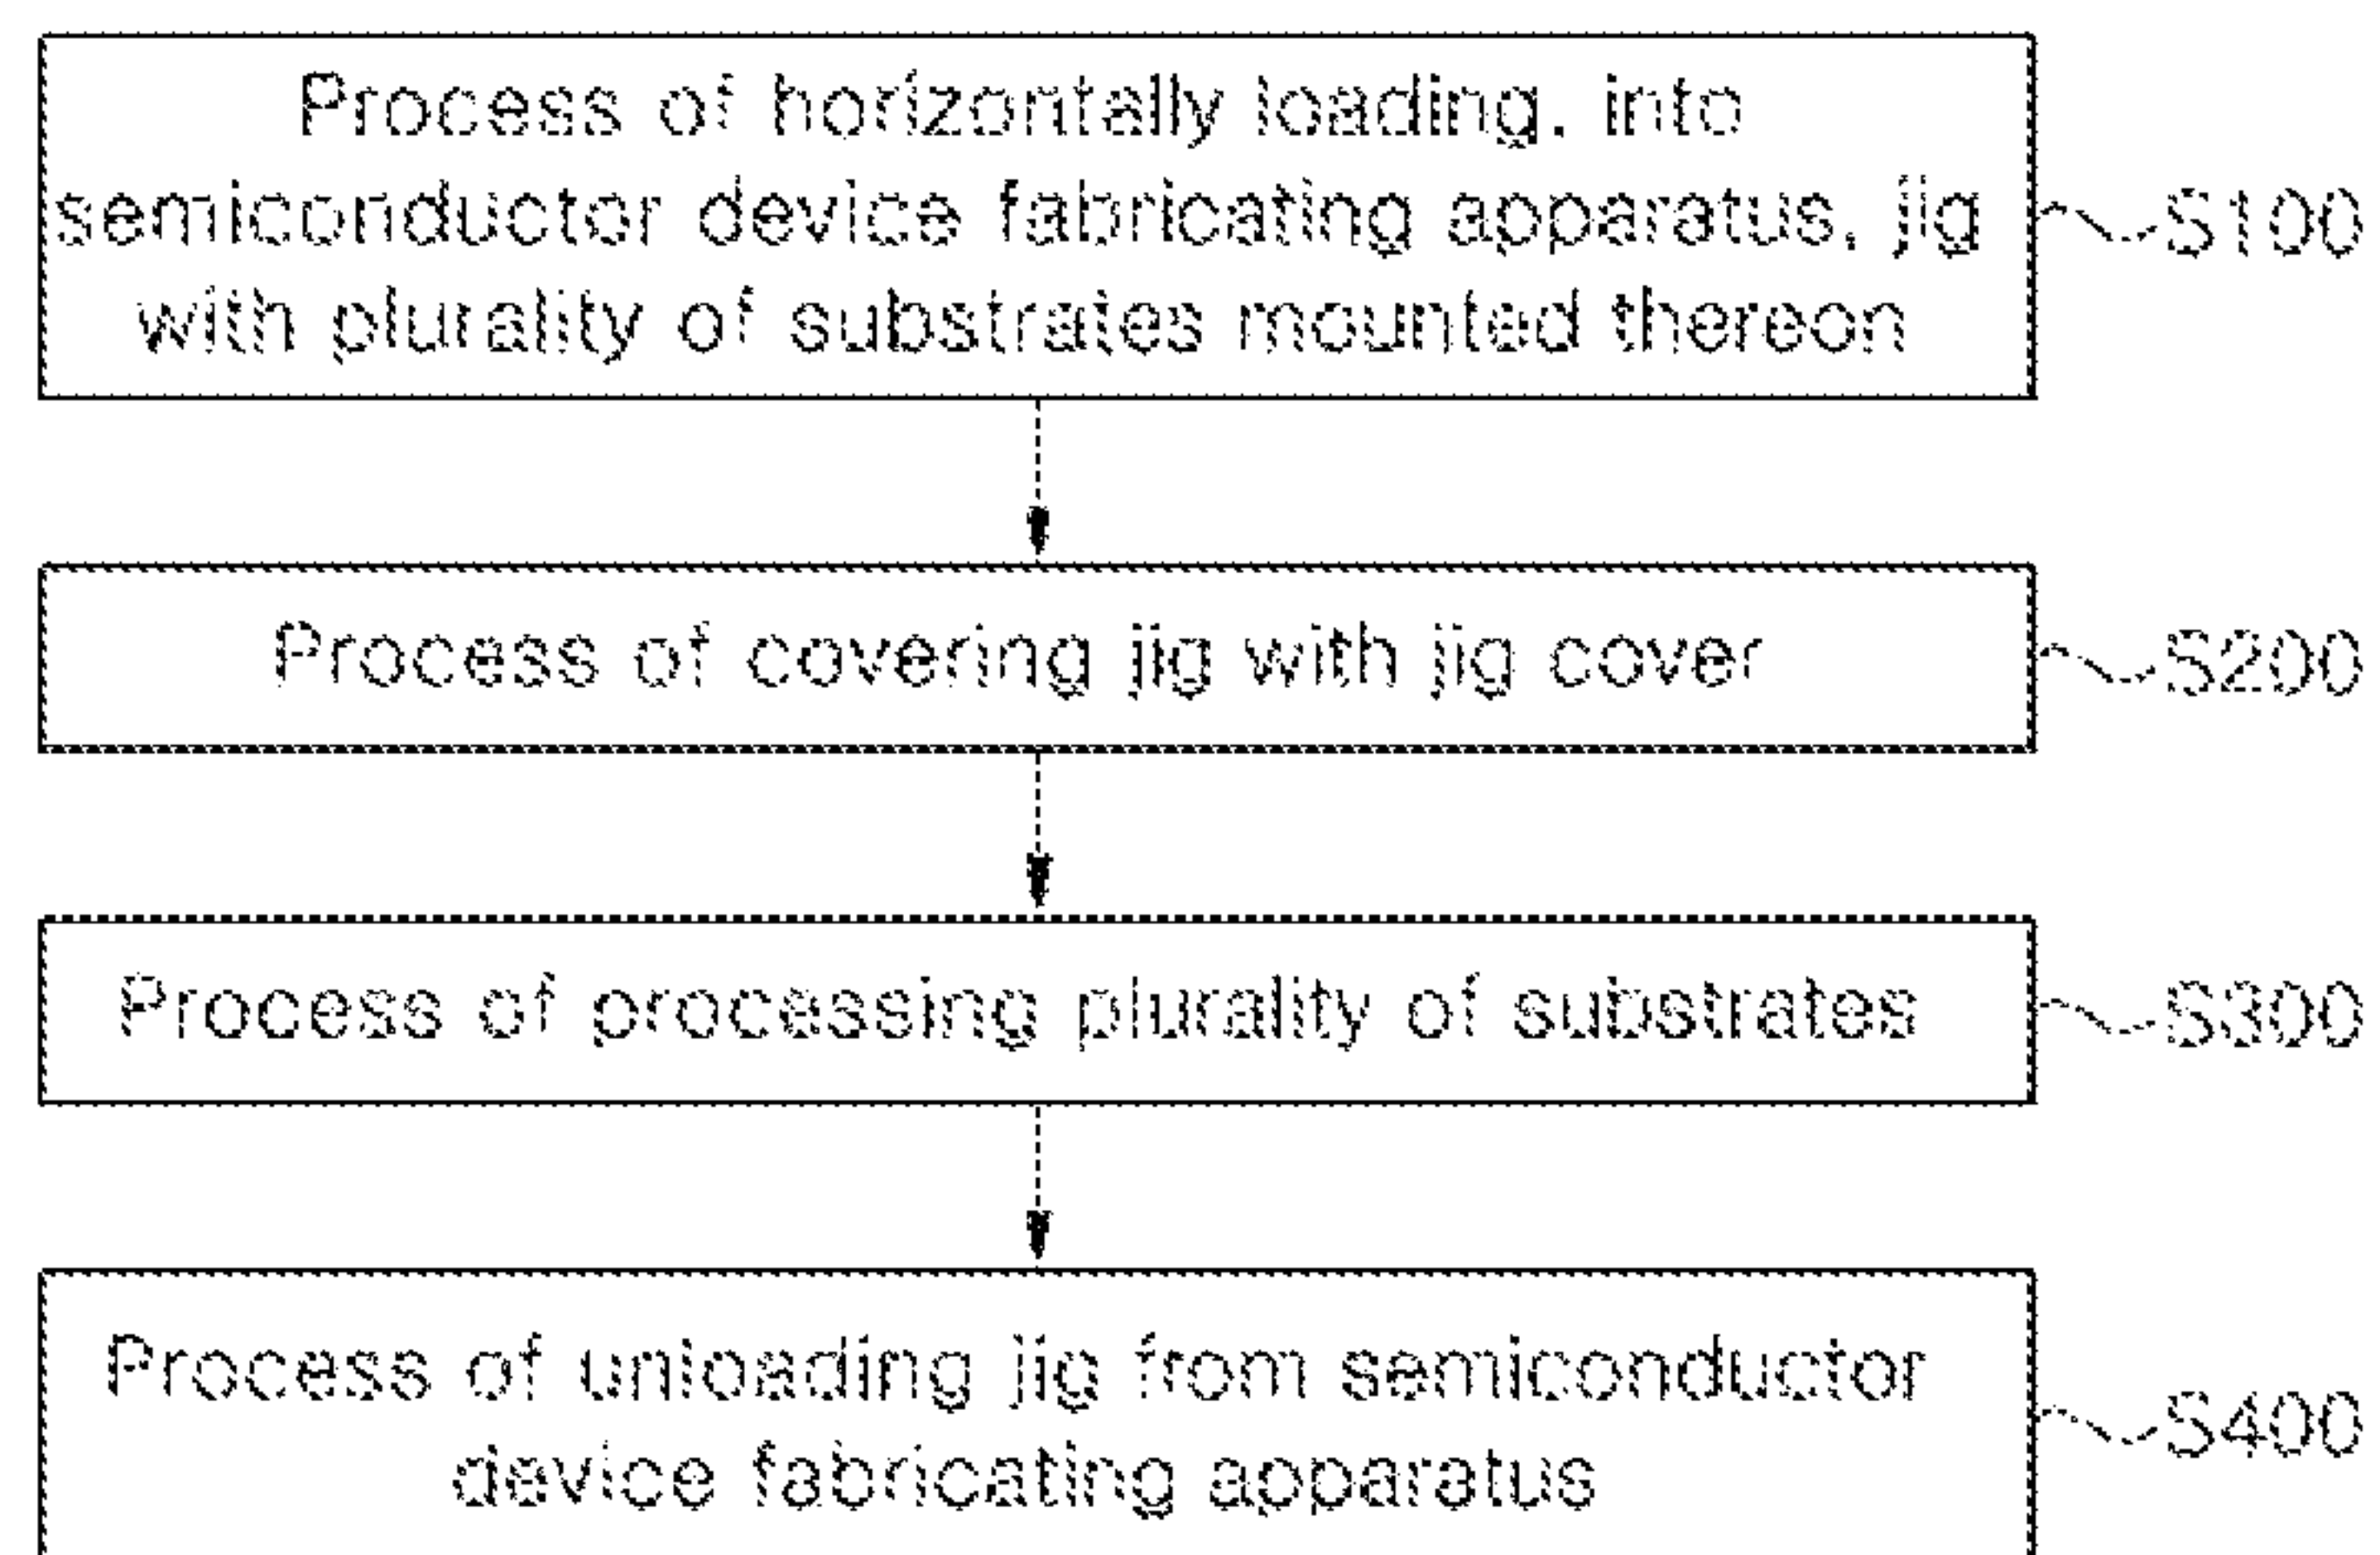 Process of horizontally loading, into
semiconductor device fabricating apparatus, jig
with plurality of substrates mounted thereon
S100
Process of covering jig with jig cover
S200
Process of processing plurality of substrates
S300
Process of unloading jig from semiconductor
device fabricating apparatus
S400